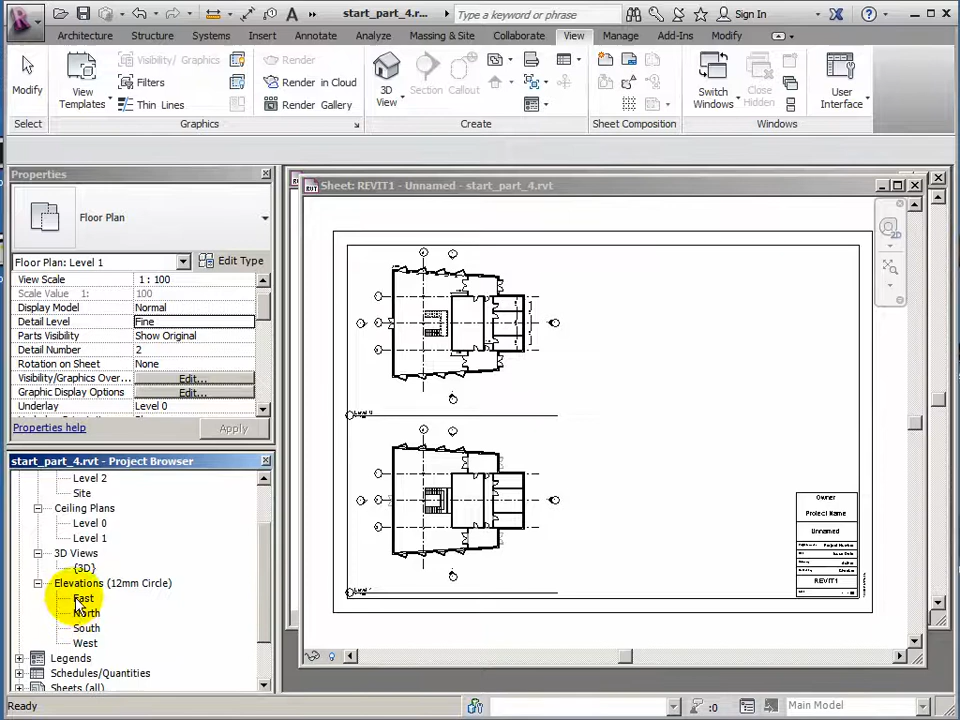 start_part_4.r...
Type a keyword or phrase
Sign In
Architecture Structure Systems Insert Annotate Analyze Massing & Site Collaborate View Manage Add-Ins Modify
Modify
View Templates
Visibility/ Graphics
Filters
Thin Lines
Render
Render in Cloud
Render Gallery
3D View
Section
Callout
Switch Windows
Close Hidden
User Interface
Select Graphics Create Sheet Composition Windows
Properties
Floor Plan
Floor Plan: Level 1
Edit Type
View Scale 1 : 100
Scale Value 1: 100
Display Model Normal
Detail Level Fine
Parts Visibility Show Original
Detail Number 2
Rotation on Sheet None
Visibility/Graphics Over... Edit...
Graphic Display Options Edit...
Underlay Level 0
Properties help
Apply
start_part_4.rvt - Project Browser
Level 2
Site
Ceiling Plans
Level 0
Level 1
3D Views
{3D}
Elevations (12mm Circle)
East
North
South
West
Legends
Schedules/Quantities
Sheets (all)
RVT
Sheet: REVIT1 - Unnamed - start_part_4.rvt
2D
Owner
Project Name
Unnamed
REVIT1
Ready
:0
Main Model